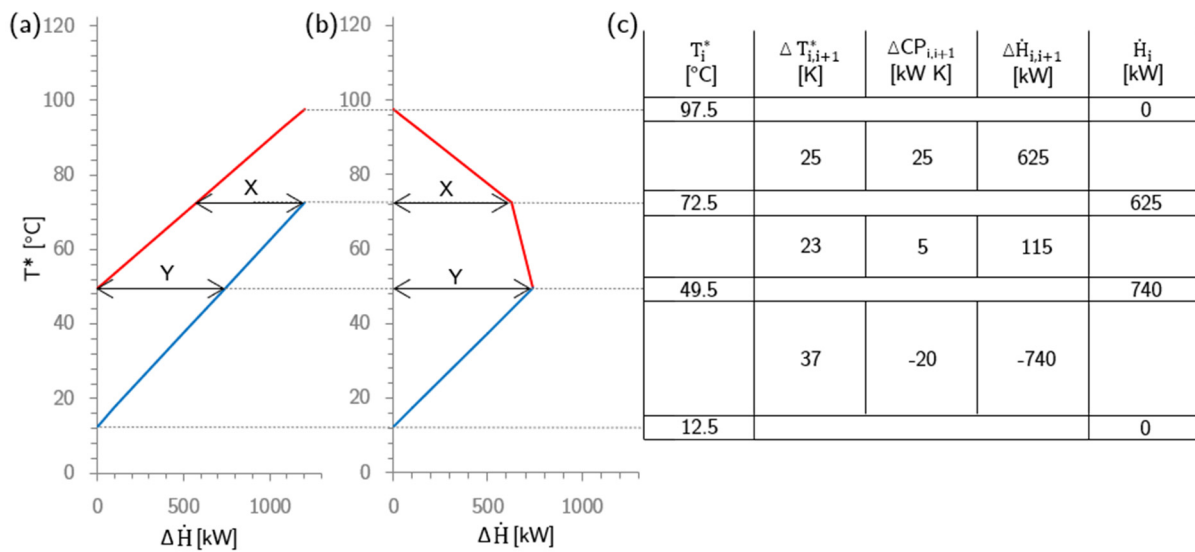 (a)
120
100
80
60
40
20
0
T* [°C]
X
Y
0 500 1000
ΔḢ [kW]
(b)
120
100
80
60
40
20
0
X
Y
0 500 1000
ΔḢ [kW]
(c)
T*i ΔT*i,i+1 ΔCPi,i+1 ΔḢi,i+1 Ḣi
[°C] [K] [kW K] [kW] [kW]
97.5 0
25 25 625
72.5 625
23 5 115
49.5 740
37 -20 -740
12.5 0